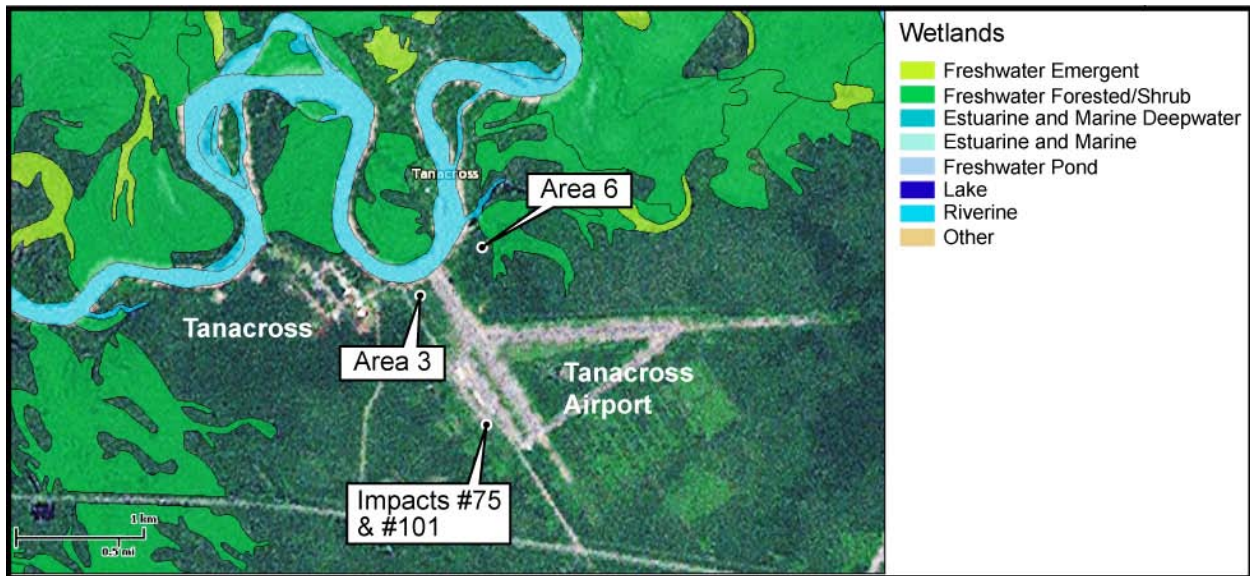 Wetlands
Freshwater Emergent
Freshwater Forested/Shrub
Estuarine and Marine Deepwater
Estuarine and Marine
Freshwater Pond
Lake
Riverine
Other
Tanacross
Area 6
Tanacross
Area 3
Tanacross
Airport
Impacts #75
& #101
1 km
0.5 mi